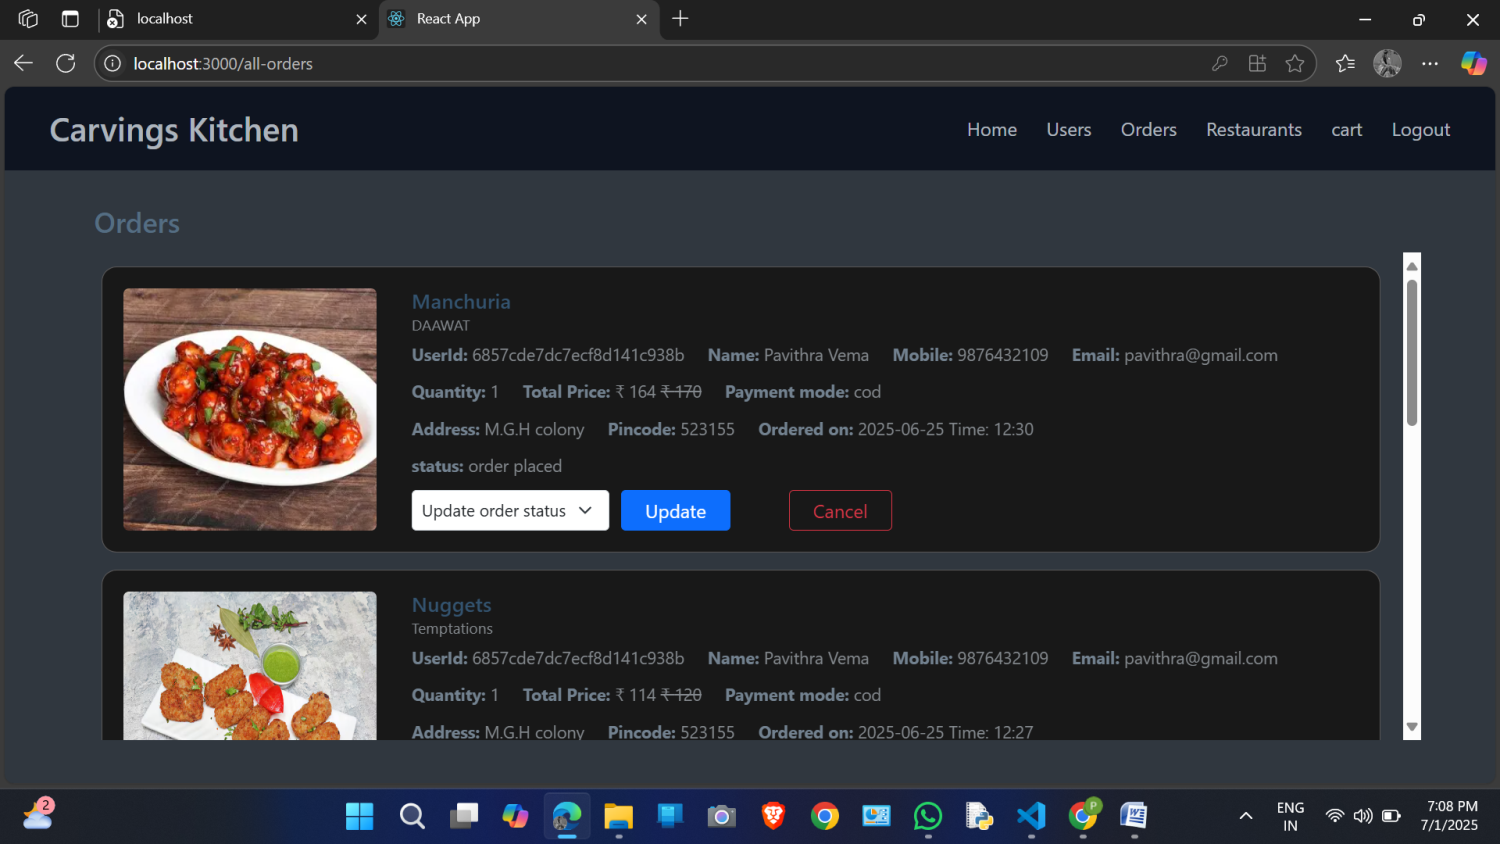 localhost
React App
localhost:3000/all-orders
Carvings Kitchen
Home Users Orders Restaurants cart Logout
Orders
Manchuria
DAAWAT
UserId: 6857cde7dc7ecf8d141c938b Name: Pavithra Vema Mobile: 9876432109 Email: pavithra@gmail.com
Quantity: 1 Total Price: ₹ 164 ₹ 170 Payment mode: cod
Address: M.G.H colony Pincode: 523155 Ordered on: 2025-06-25 Time: 12:30
status: order placed
Update order status Update Cancel
Nuggets
Temptations
UserId: 6857cde7dc7ecf8d141c938b Name: Pavithra Vema Mobile: 9876432109 Email: pavithra@gmail.com
Quantity: 1 Total Price: ₹ 114 ₹ 120 Payment mode: cod
Address: M.G.H colony Pincode: 523155 Ordered on: 2025-06-25 Time: 12:27
2
P
ENG
IN
7:08 PM
7/1/2025